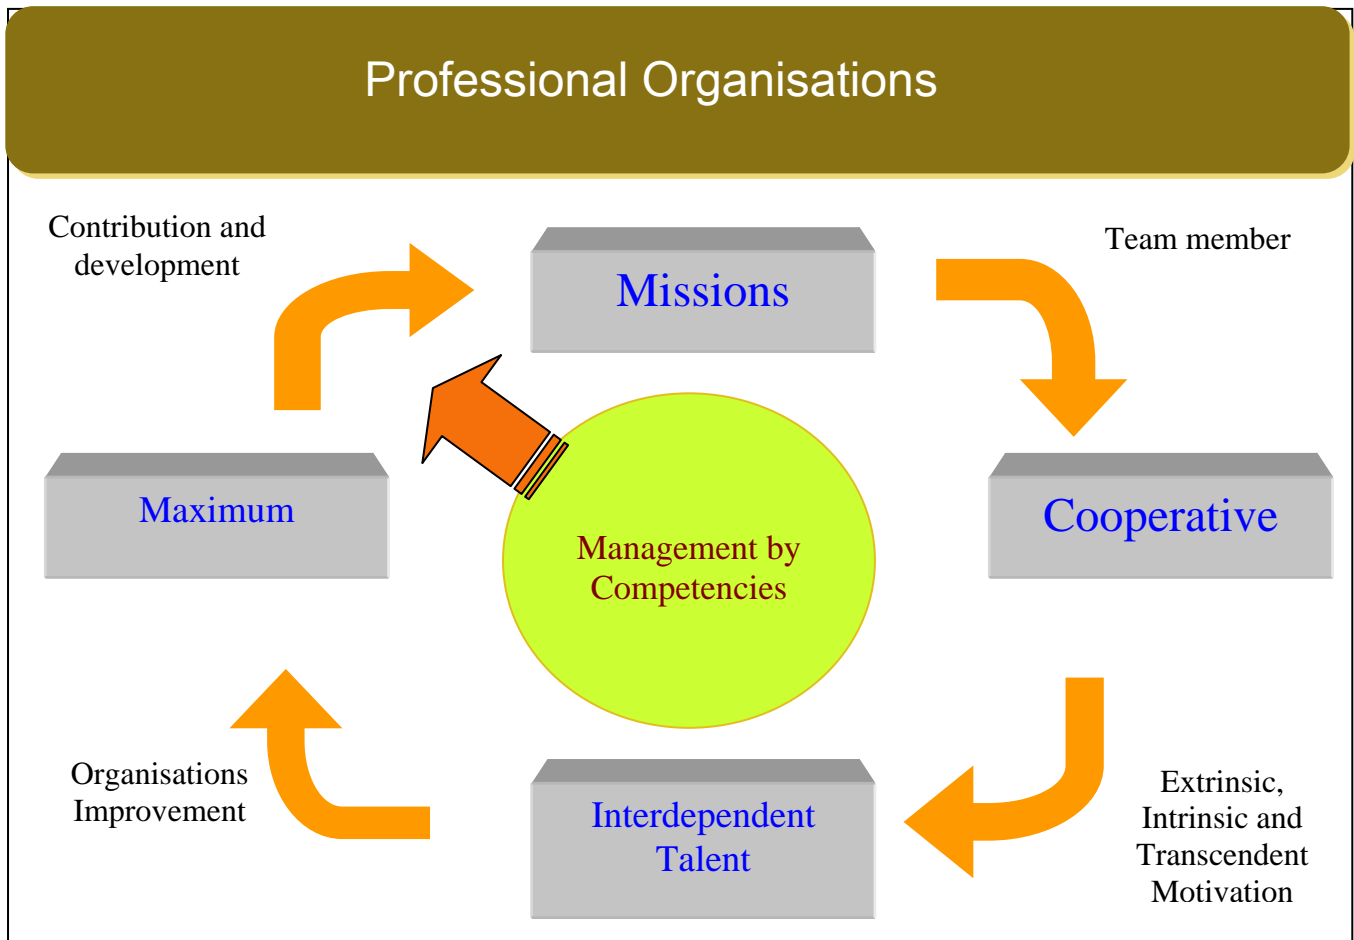 Professional Organisations
Contribution and
development
Missions
Team member
Maximum
Cooperative
Management by
Competencies
Organisations
Improvement
Interdependent
Talent
Extrinsic,
Intrinsic and
Transcendent
Motivation